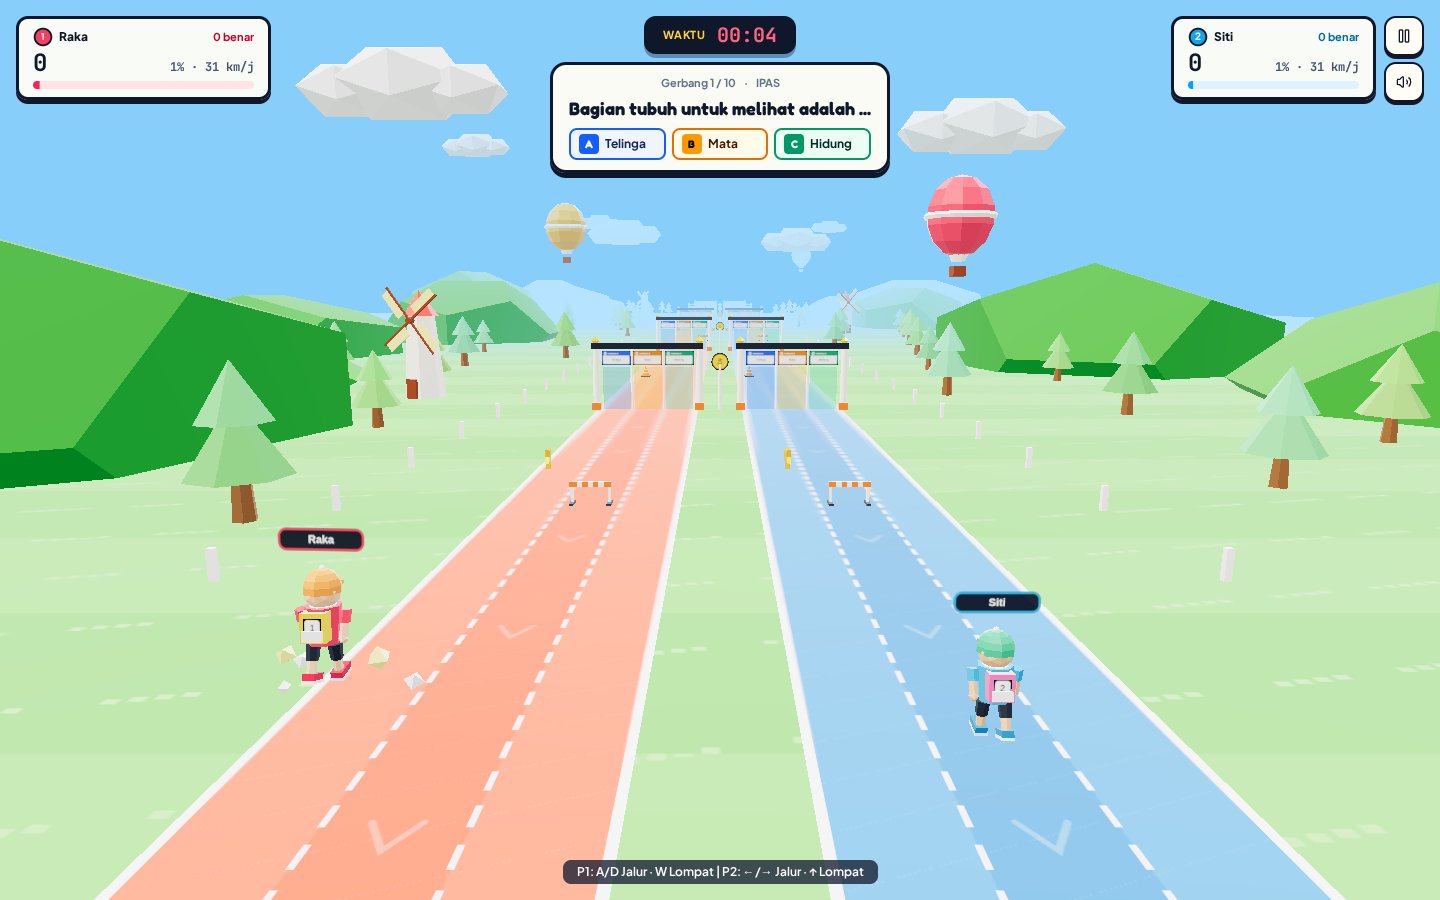 1 Raka 0 benar
0 1% · 31 km/j
WAKTU 00:04
Gerbang 1 / 10 · IPAS
Bagian tubuh untuk melihat adalah ...
A Telinga B Mata C Hidung
2 Siti 0 benar
0 1% · 31 km/j
Raka
1
Siti
2
P1: A/D Jalur · W Lompat | P2: ←/→ Jalur · ↑ Lompat